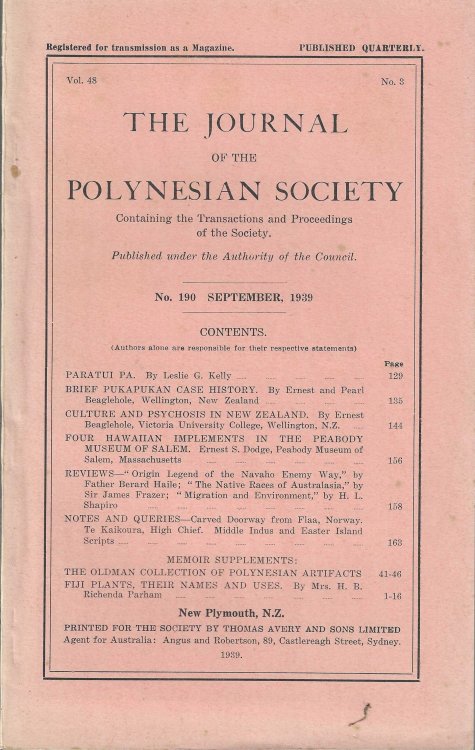 Registered for transmission as a Magazine. PUBLISHED QUARTERLY.
Vol. 48 No. 3
THE JOURNAL
OF THE
POLYNESIAN SOCIETY
Containing the Transactions and Proceedings
of the Society.
Published under the Authority of the Council.
No. 190 SEPTEMBER, 1939
CONTENTS.
(Authors alone are responsible for their respective statements)
Page
PARATUI PA. By Leslie G. Kelly .... .... .... .... 129
BRIEF PUKAPUKAN CASE HISTORY. By Ernest and Pearl
Beaglehole, Wellington, New Zealand .... .... .... 135
CULTURE AND PSYCHOSIS IN NEW ZEALAND. By Ernest
Beaglehole, Victoria University College, Wellington, N.Z. .... 144
FOUR HAWAIIAN IMPLEMENTS IN THE PEABODY
MUSEUM OF SALEM. Ernest S. Dodge, Peabody Museum of
Salem, Massachusetts .... .... .... .... .... 156
REVIEWS—"Origin Legend of the Navaho Enemy Way," by
Father Berard Haile; "The Native Races of Australasia," by
Sir James Frazer; "Migration and Environment," by H. L.
Shapiro .... .... .... .... .... .... 158
NOTES AND QUERIES—Carved Doorway from Flaa, Norway.
Te Kaikoura, High Chief. Middle Indus and Easter Island
Scripts .... .... .... .... .... .... .... 163
MEMOIR SUPPLEMENTS:
THE OLDMAN COLLECTION OF POLYNESIAN ARTIFACTS 41-46
FIJI PLANTS, THEIR NAMES AND USES. By Mrs. H. B.
Richenda Parham .... .... .... .... .... 1-16
New Plymouth, N.Z.
PRINTED FOR THE SOCIETY BY THOMAS AVERY AND SONS LIMITED
Agent for Australia: Angus and Robertson, 89, Castlereagh Street, Sydney.
1939.